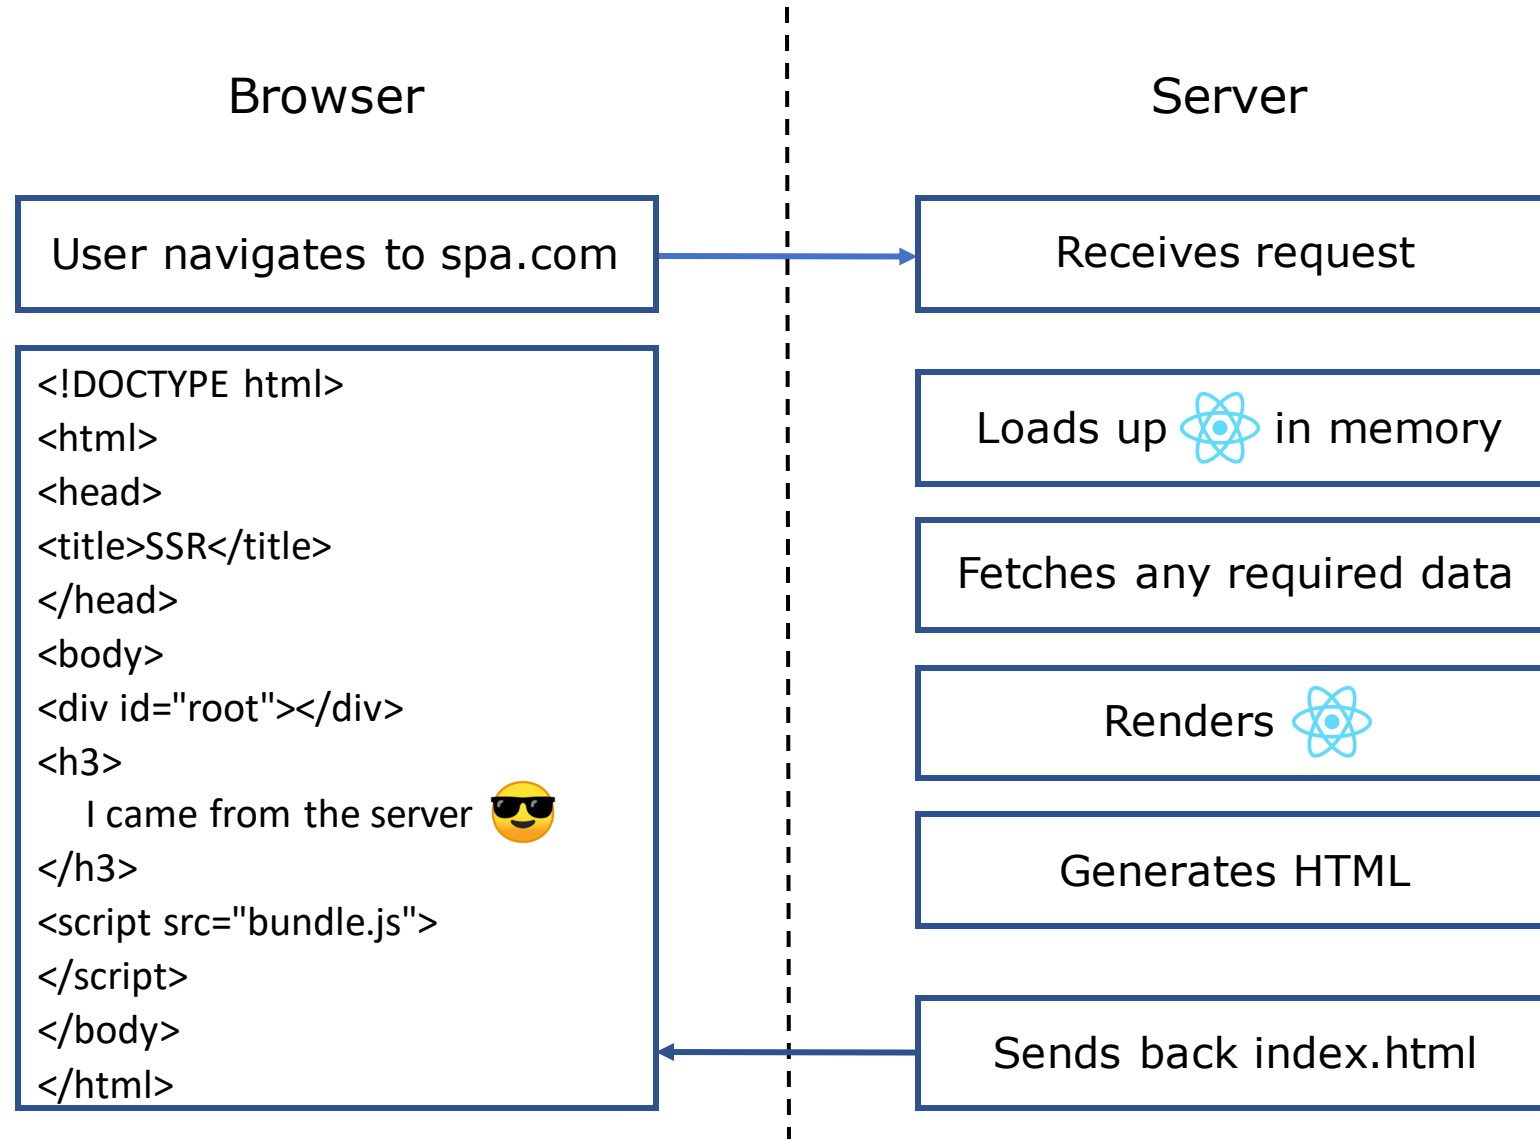 Browser
Server
User navigates to spa.com
Receives request
<!DOCTYPE html>
<html>
<head>
<title>SSR</title>
</head>
<body>
<div id="root"></div>
<h3>
I came from the server 😎
</h3>
<script src="bundle.js">
</script>
</body>
</html>
Loads up in memory
Fetches any required data
Renders
Generates HTML
Sends back index.html